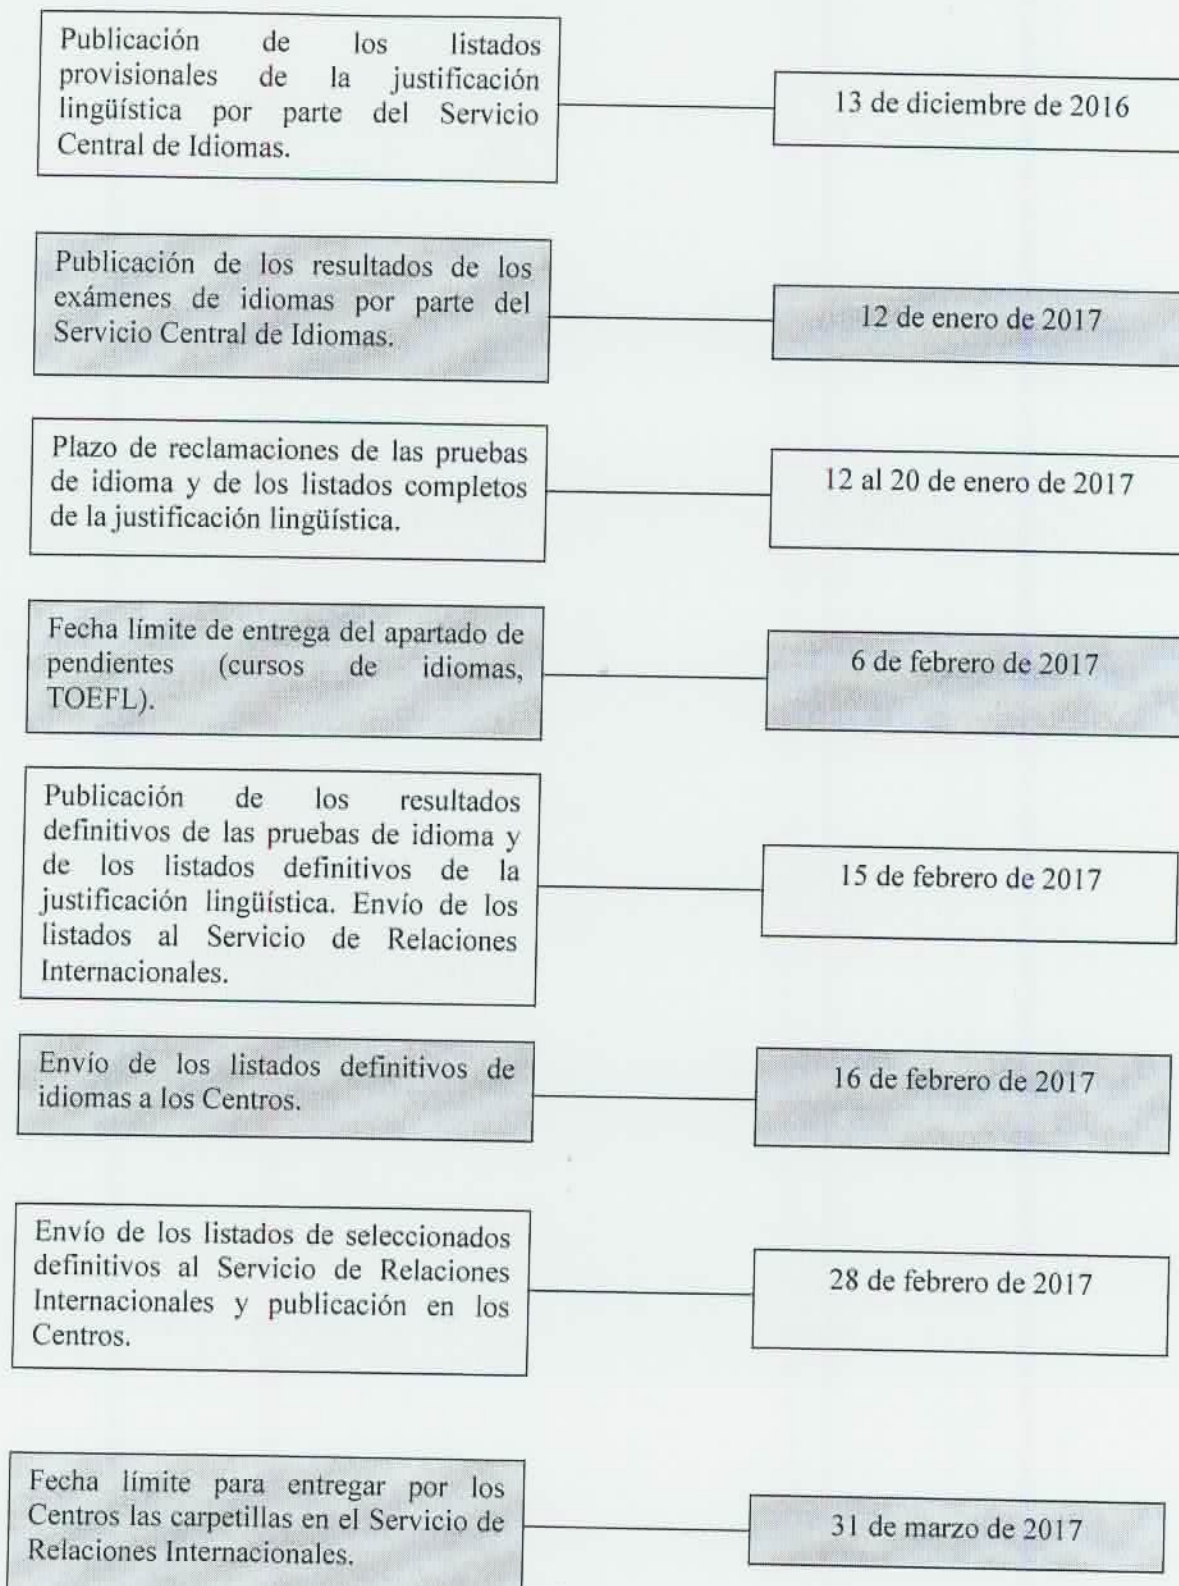 Publicación de los listados
provisionales de la justificación
lingüística por parte del Servicio
Central de Idiomas.
13 de diciembre de 2016
Publicación de los resultados de los
exámenes de idiomas por parte del
Servicio Central de Idiomas.
12 de enero de 2017
Plazo de reclamaciones de las pruebas
de idioma y de los listados completos
de la justificación lingüística.
12 al 20 de enero de 2017
Fecha límite de entrega del apartado de
pendientes (cursos de idiomas,
TOEFL).
6 de febrero de 2017
Publicación de los resultados
definitivos de las pruebas de idioma y
de los listados definitivos de la
justificación lingüística. Envío de los
listados al Servicio de Relaciones
Internacionales.
15 de febrero de 2017
Envío de los listados definitivos de
idiomas a los Centros.
16 de febrero de 2017
Envío de los listados de seleccionados
definitivos al Servicio de Relaciones
Internacionales y publicación en los
Centros.
28 de febrero de 2017
Fecha límite para entregar por los
Centros las carpetillas en el Servicio de
Relaciones Internacionales.
31 de marzo de 2017